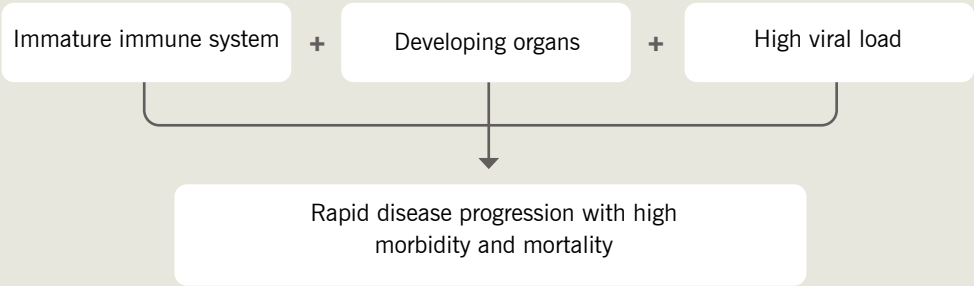 Immature immune system + Developing organs + High viral load
Rapid disease progression with high
morbidity and mortality